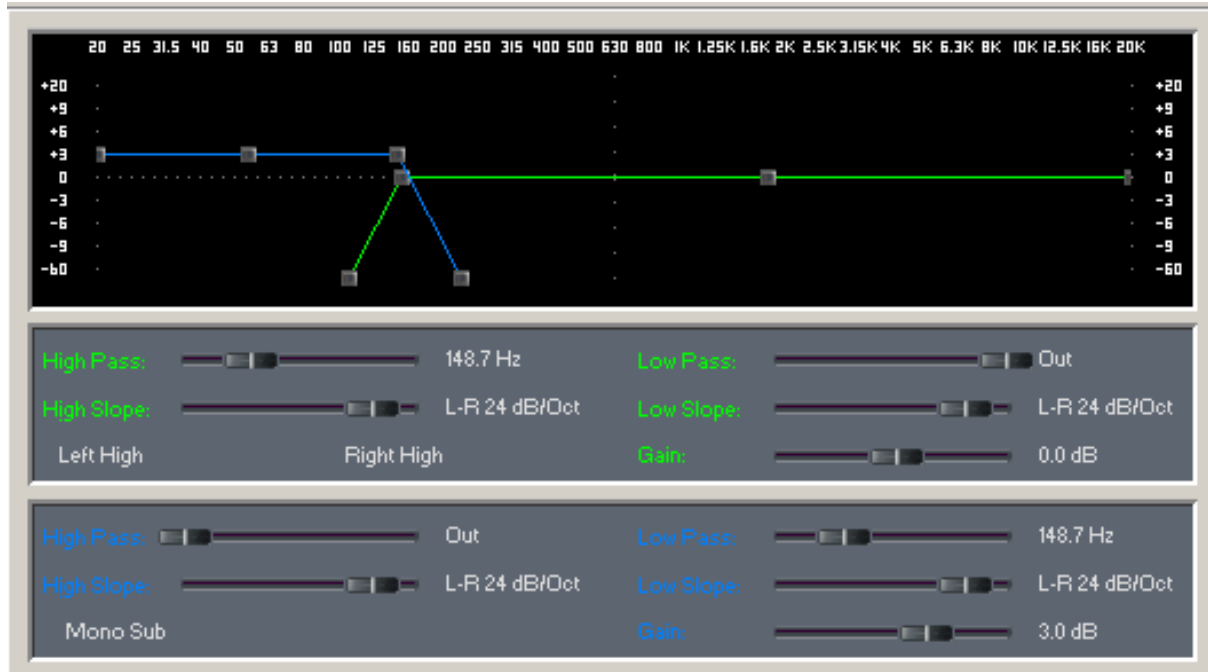 20 25 31.5 40 50 63 80 100 125 160 200 250 315 400 500 630 800 1K 1.25K 1.6K 2K 2.5K 3.15K 4K 5K 6.3K 8K 10K 12.5K 16K 20K
+20 +20
+9 +9
+6 +6
+3 +3
0 0
-3 -3
-6 -6
-9 -9
-60 -60
High Pass: 148.7 Hz Low Pass: Out
High Slope: L-R 24 dB/Oct Low Slope: L-R 24 dB/Oct
Left High Right High Gain: 0.0 dB
High Pass: Out Low Pass: 148.7 Hz
High Slope: L-R 24 dB/Oct Low Slope: L-R 24 dB/Oct
Mono Sub Gain: 3.0 dB